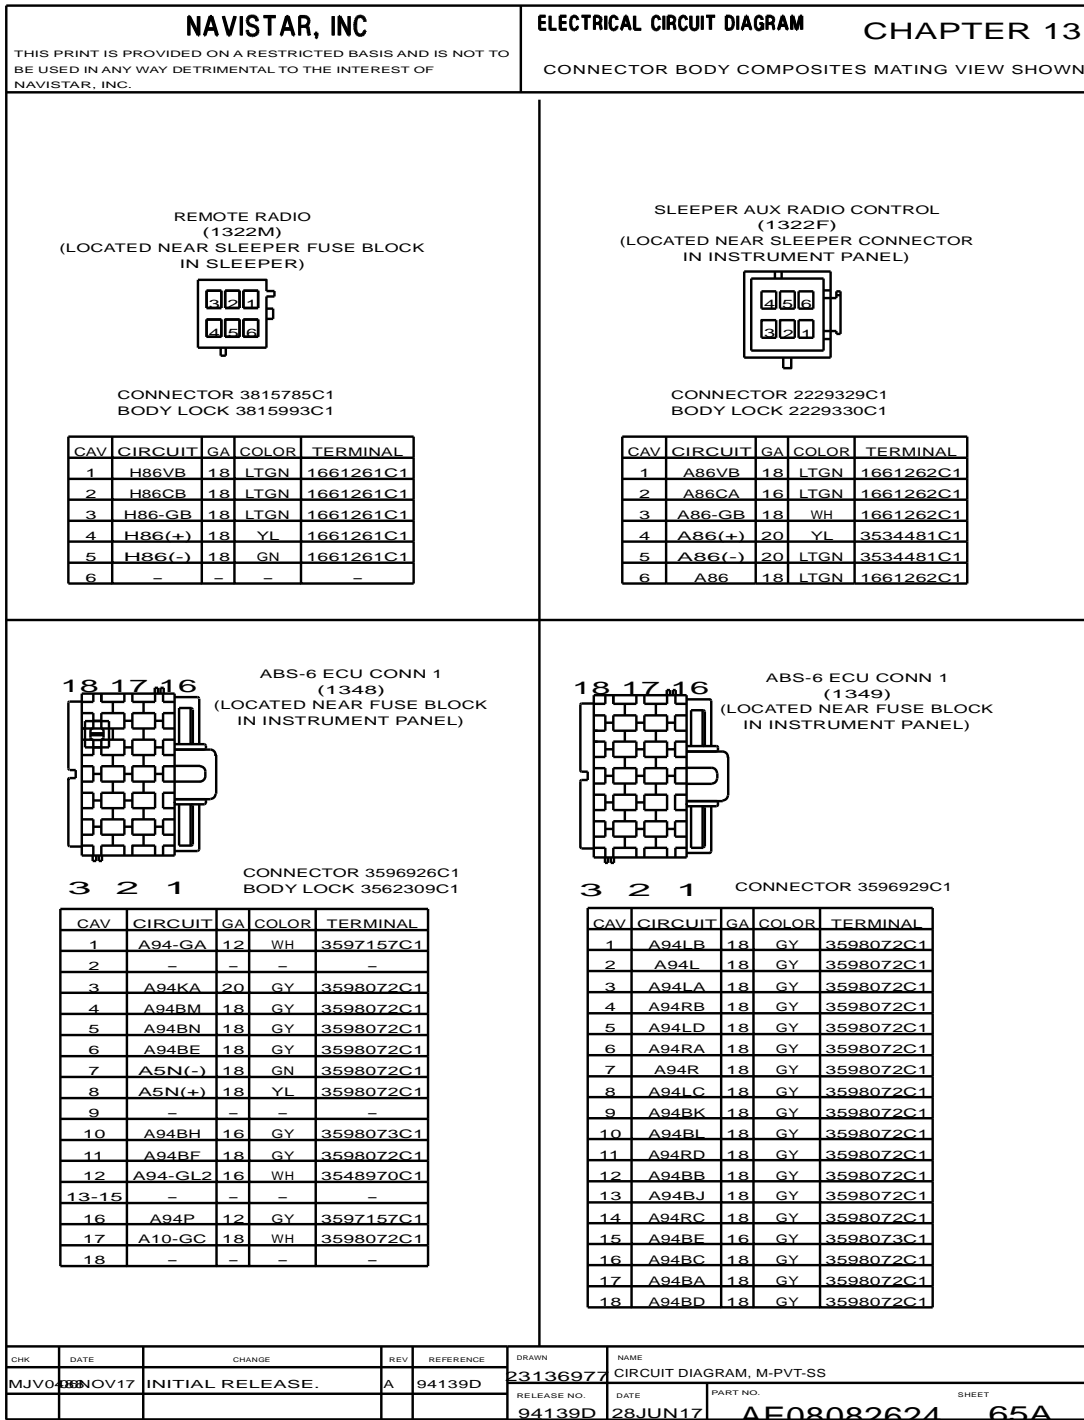 NAVISTAR, INC
THIS PRINT IS PROVIDED ON A RESTRICTED BASIS AND IS NOT TO
BE USED IN ANY WAY DETRIMENTAL TO THE INTEREST OF
NAVISTAR, INC.
ELECTRICAL CIRCUIT DIAGRAM CHAPTER 13
CONNECTOR BODY COMPOSITES MATING VIEW SHOWN
REMOTE RADIO
(1322M)
(LOCATED NEAR SLEEPER FUSE BLOCK
IN SLEEPER)
3 2 1
4 5 6
CONNECTOR 3815785C1
BODY LOCK 3815993C1
CAV CIRCUIT GA COLOR TERMINAL
1 H86VB 18 LTGN 1661261C1
2 H86CB 18 LTGN 1661261C1
3 H86-GB 18 LTGN 1661261C1
4 H86(+) 18 YL 1661261C1
5 H86(-) 18 GN 1661261C1
6 – – – –
SLEEPER AUX RADIO CONTROL
(1322F)
(LOCATED NEAR SLEEPER CONNECTOR
IN INSTRUMENT PANEL)
4 5 6
3 2 1
CONNECTOR 2229329C1
BODY LOCK 2229330C1
CAV CIRCUIT GA COLOR TERMINAL
1 A86VB 18 LTGN 1661262C1
2 A86CA 16 LTGN 1661262C1
3 A86-GB 18 WH 1661262C1
4 A86(+) 20 YL 3534481C1
5 A86(-) 20 LTGN 3534481C1
6 A86 18 LTGN 1661262C1
ABS-6 ECU CONN 1
(1348)
(LOCATED NEAR FUSE BLOCK
IN INSTRUMENT PANEL)
18 17 16
3 2 1
CONNECTOR 3596926C1
BODY LOCK 3562309C1
CAV CIRCUIT GA COLOR TERMINAL
1 A94-GA 12 WH 3597157C1
2 – – – –
3 A94KA 20 GY 3598072C1
4 A94BM 18 GY 3598072C1
5 A94BN 18 GY 3598072C1
6 A94BE 18 GY 3598072C1
7 A5N(-) 18 GN 3598072C1
8 A5N(+) 18 YL 3598072C1
9 – – – –
10 A94BH 16 GY 3598073C1
11 A94BF 18 GY 3598072C1
12 A94-GL2 16 WH 3548970C1
13-15 – – – –
16 A94P 12 GY 3597157C1
17 A10-GC 18 WH 3598072C1
18 – – – –
ABS-6 ECU CONN 1
(1349)
(LOCATED NEAR FUSE BLOCK
IN INSTRUMENT PANEL)
18 17 16
3 2 1
CONNECTOR 3596929C1
CAV CIRCUIT GA COLOR TERMINAL
1 A94LB 18 GY 3598072C1
2 A94L 18 GY 3598072C1
3 A94LA 18 GY 3598072C1
4 A94RB 18 GY 3598072C1
5 A94LD 18 GY 3598072C1
6 A94RA 18 GY 3598072C1
7 A94R 18 GY 3598072C1
8 A94LC 18 GY 3598072C1
9 A94BK 18 GY 3598072C1
10 A94BL 18 GY 3598072C1
11 A94RD 18 GY 3598072C1
12 A94BB 18 GY 3598072C1
13 A94BJ 18 GY 3598072C1
14 A94RC 18 GY 3598072C1
15 A94BE 16 GY 3598073C1
16 A94BC 18 GY 3598072C1
17 A94BA 18 GY 3598072C1
18 A94BD 18 GY 3598072C1
CHK DATE CHANGE REV REFERENCE
INITIAL RELEASE. A 94139D
DRAWN NAME
23136977 CIRCUIT DIAGRAM, M-PVT-SS
RELEASE NO. DATE PART NO. SHEET
94139D 28JUN17 AE08082624 65A